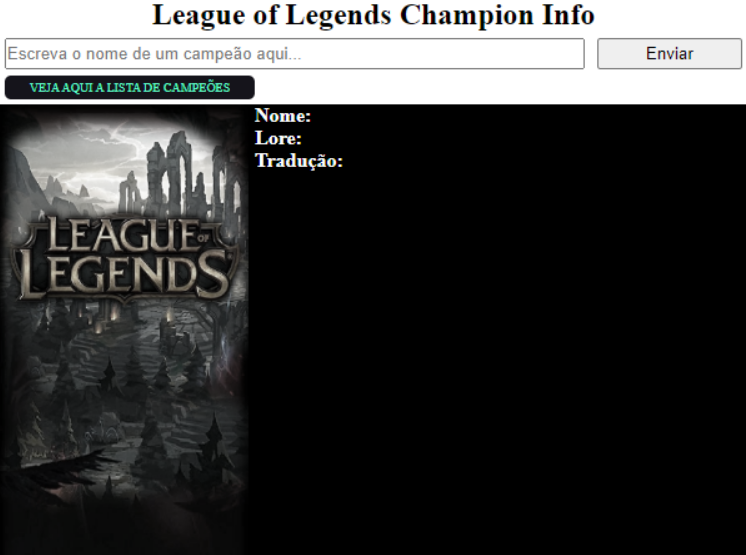 League of Legends Champion Info
Escreva o nome de um campeão aqui...
Enviar
VEJA AQUI A LISTA DE CAMPEÕES
Nome:
Lore:
Tradução:
LEAGUE OF
LEGENDS